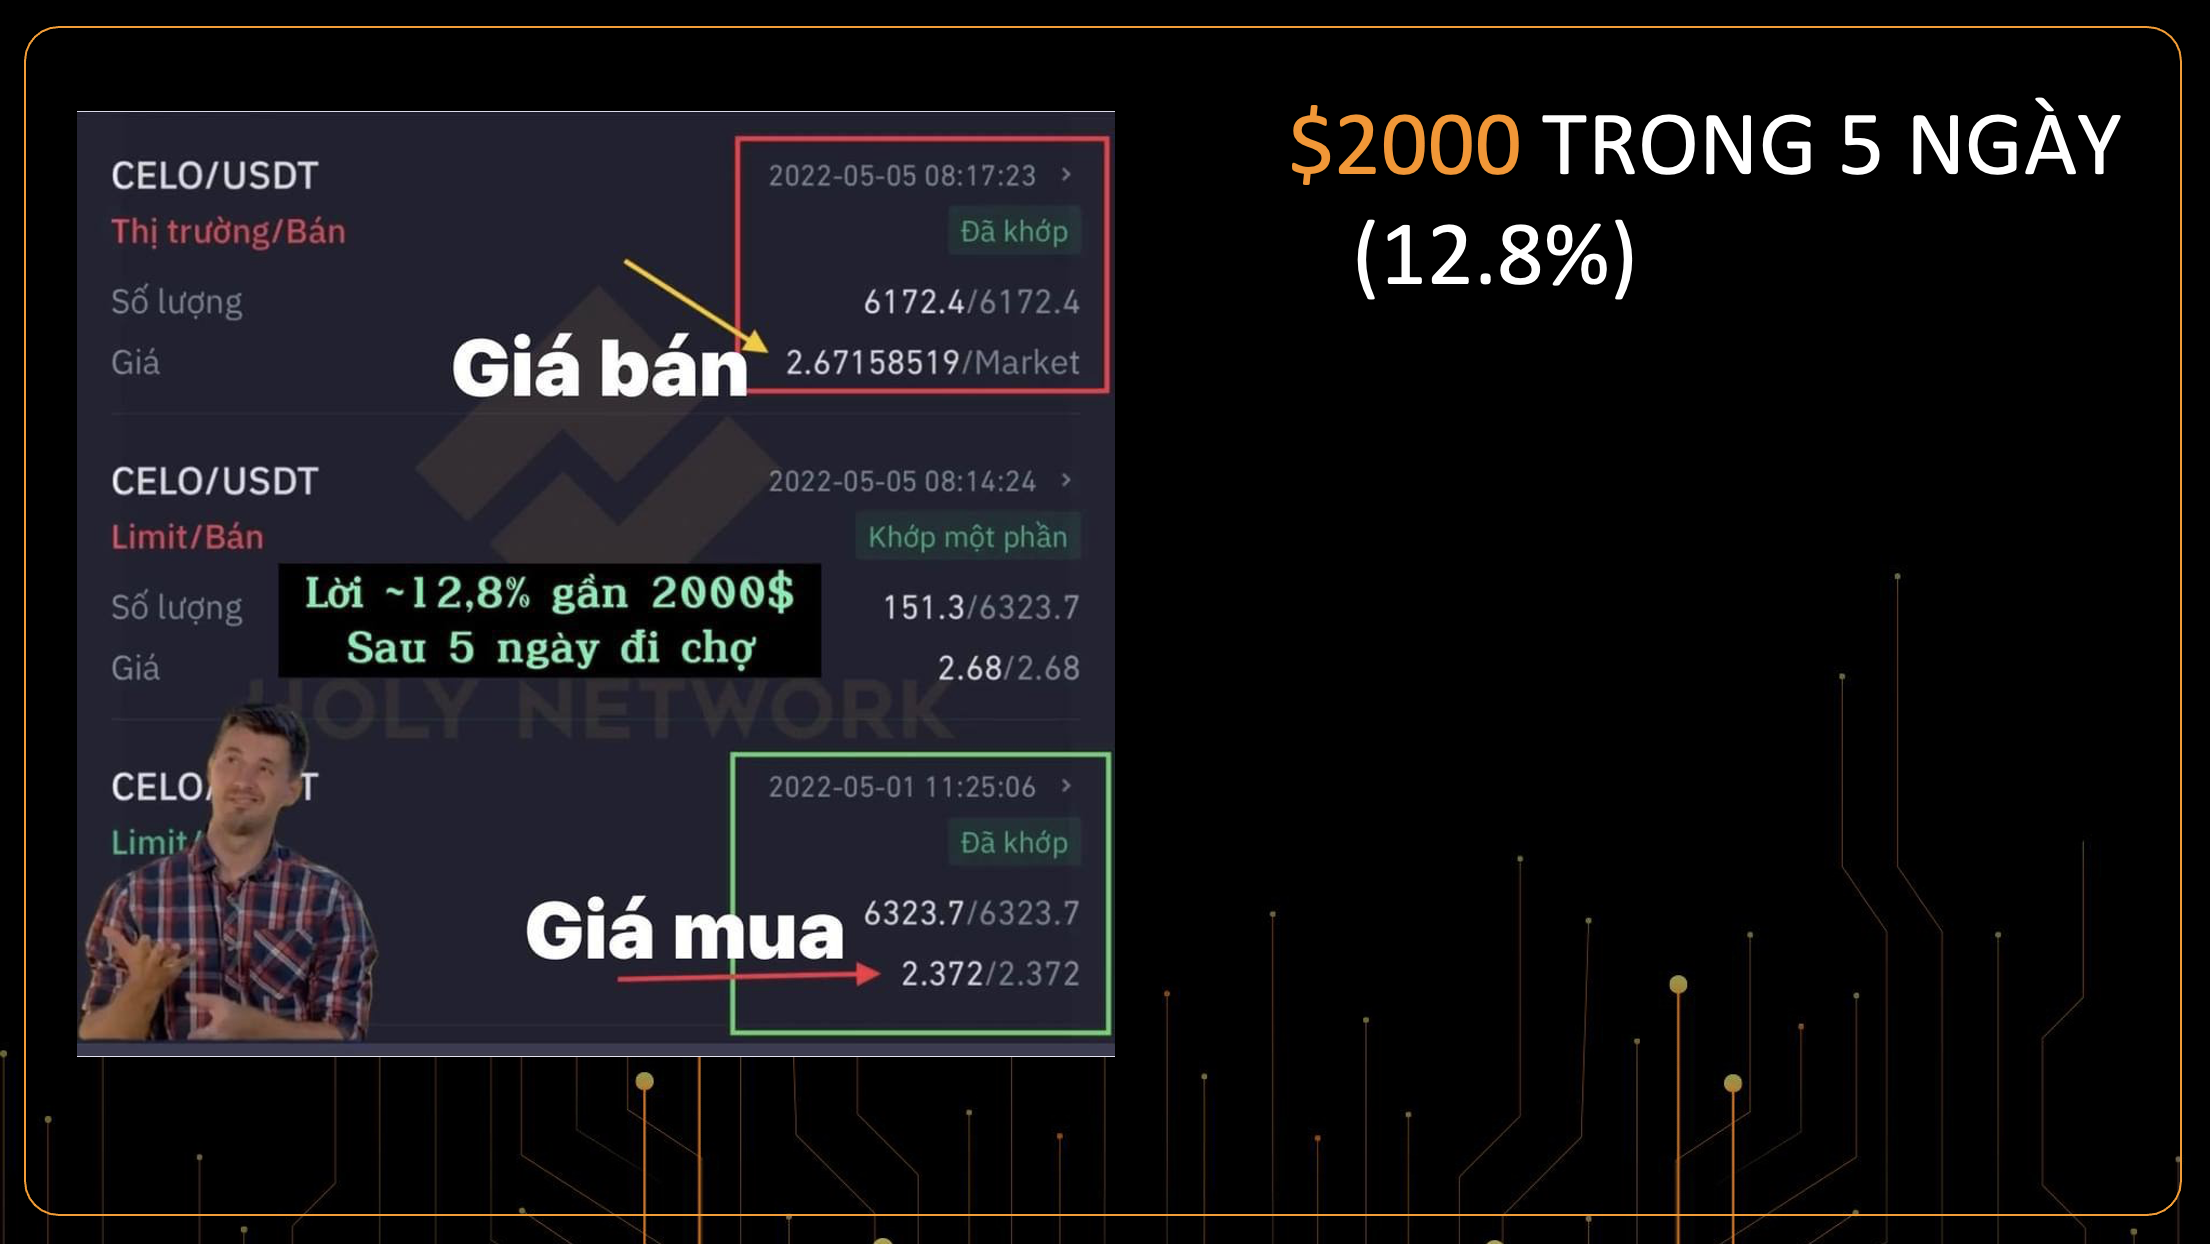 $2000 TRONG 5 NGÀY
(12.8%)
CELO/USDT
2022-05-05 08:17:23 >
Thị trường/Bán
Đã khớp
Số lượng
6172.4/6172.4
Giá
Giá bán
2.67158519/Market
CELO/USDT
2022-05-05 08:14:24 >
Limit/Bán
Khớp một phần
Số lượng
151.3/6323.7
Giá
2.68/2.68
Lời ~12,8% gần 2000$
Sau 5 ngày đi chợ
HOLY NETWORK
CELO/ T
2022-05-01 11:25:06 >
Limit/
Đã khớp
Giá mua
6323.7/6323.7
2.372/2.372